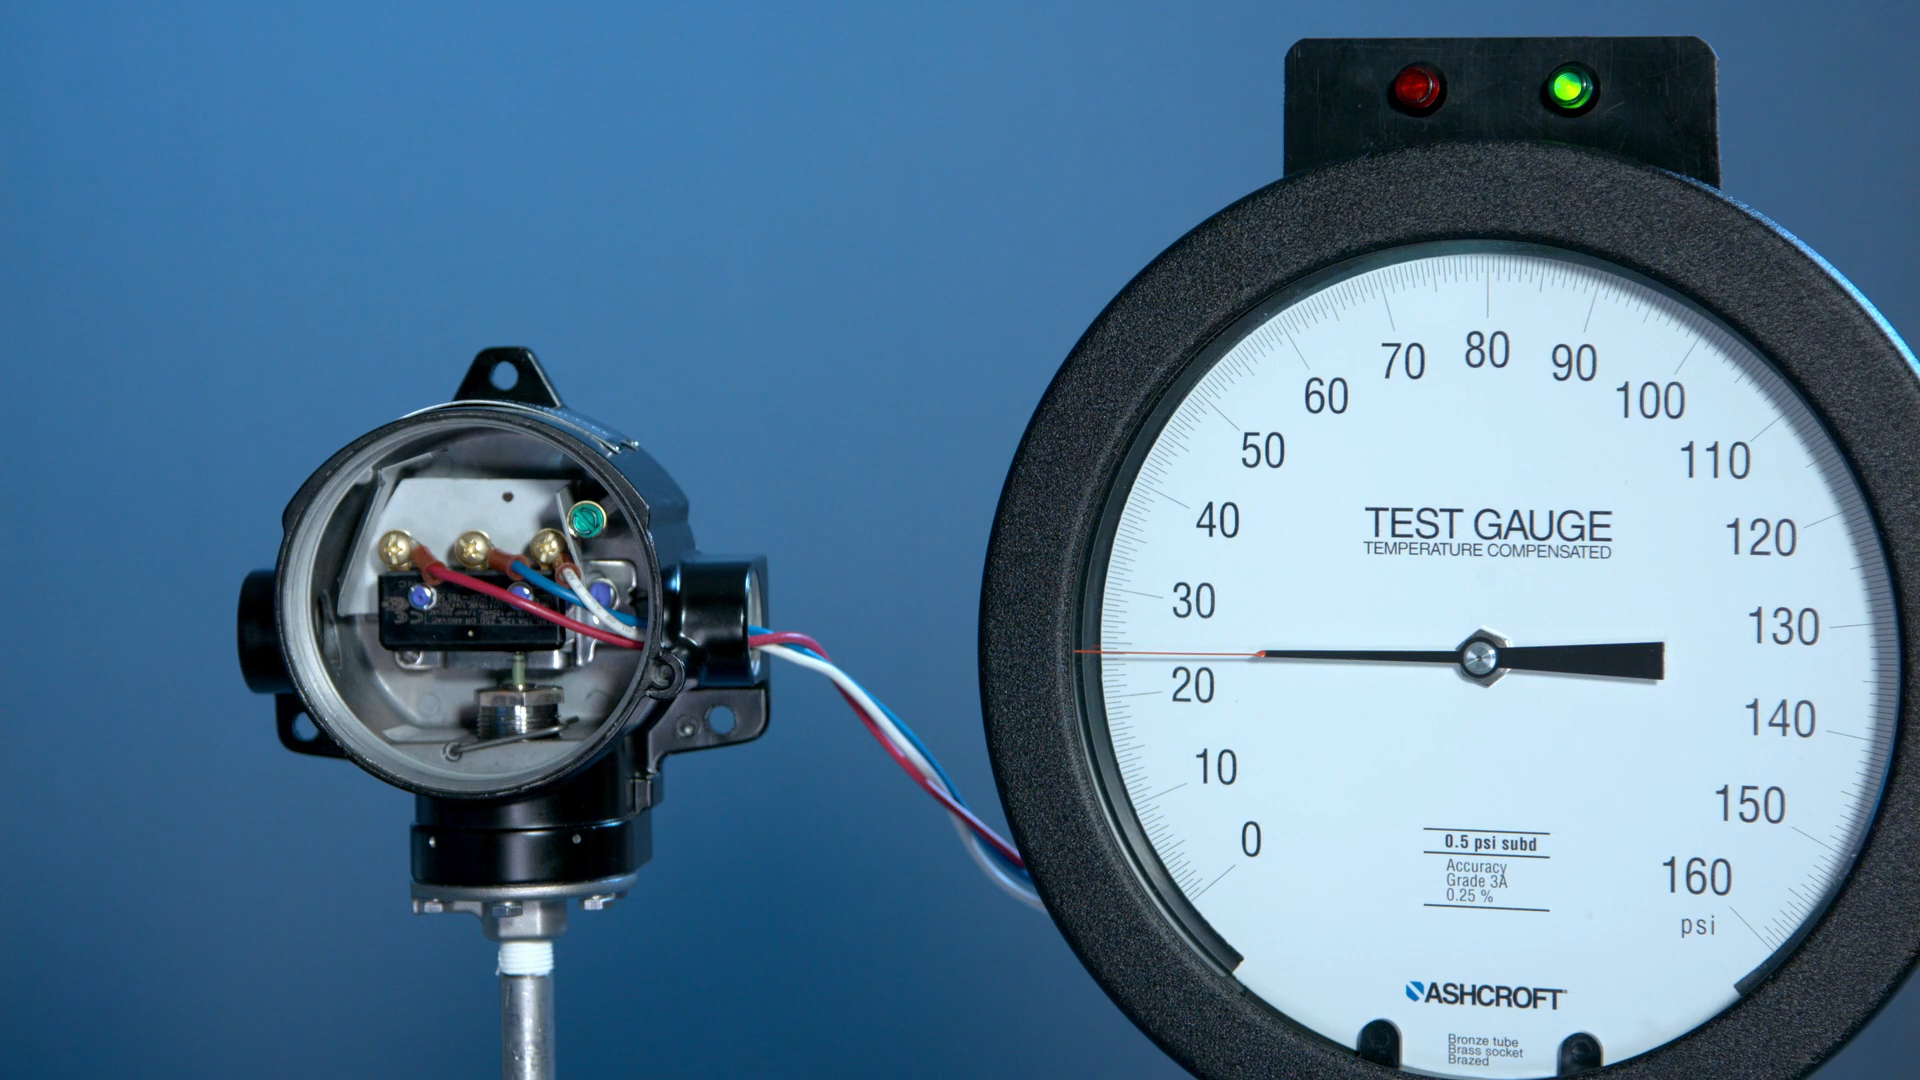 70 80 90
60 100
50 110
TEST GAUGE
40 120
TEMPERATURE COMPENSATED
30 130
20 140
10 150
0 160
0.5 psi subd
Accuracy
Grade 3A
0.25 %
psi
ASHCROFT
Bronze tube
Brass socket
Brazed